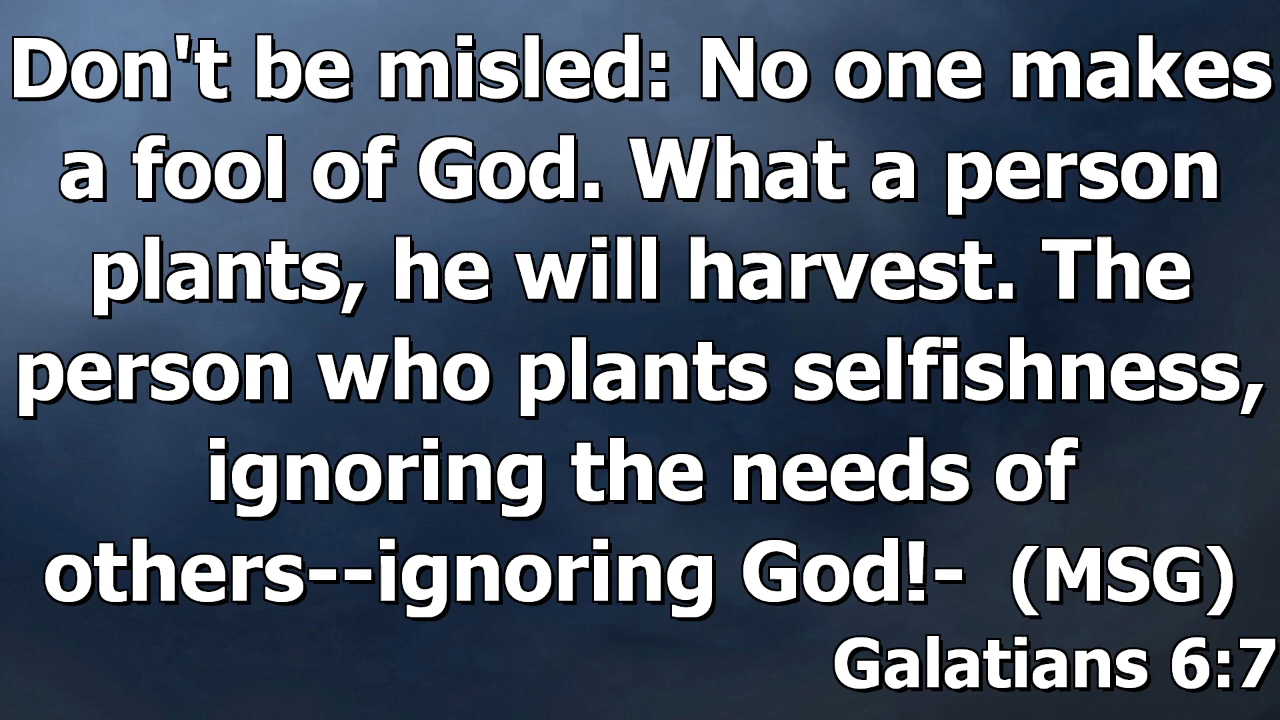 Don't be misled: No one makes
a fool of God. What a person
plants, he will harvest. The
person who plants selfishness,
ignoring the needs of
others--ignoring God!- (MSG)
Galatians 6:7